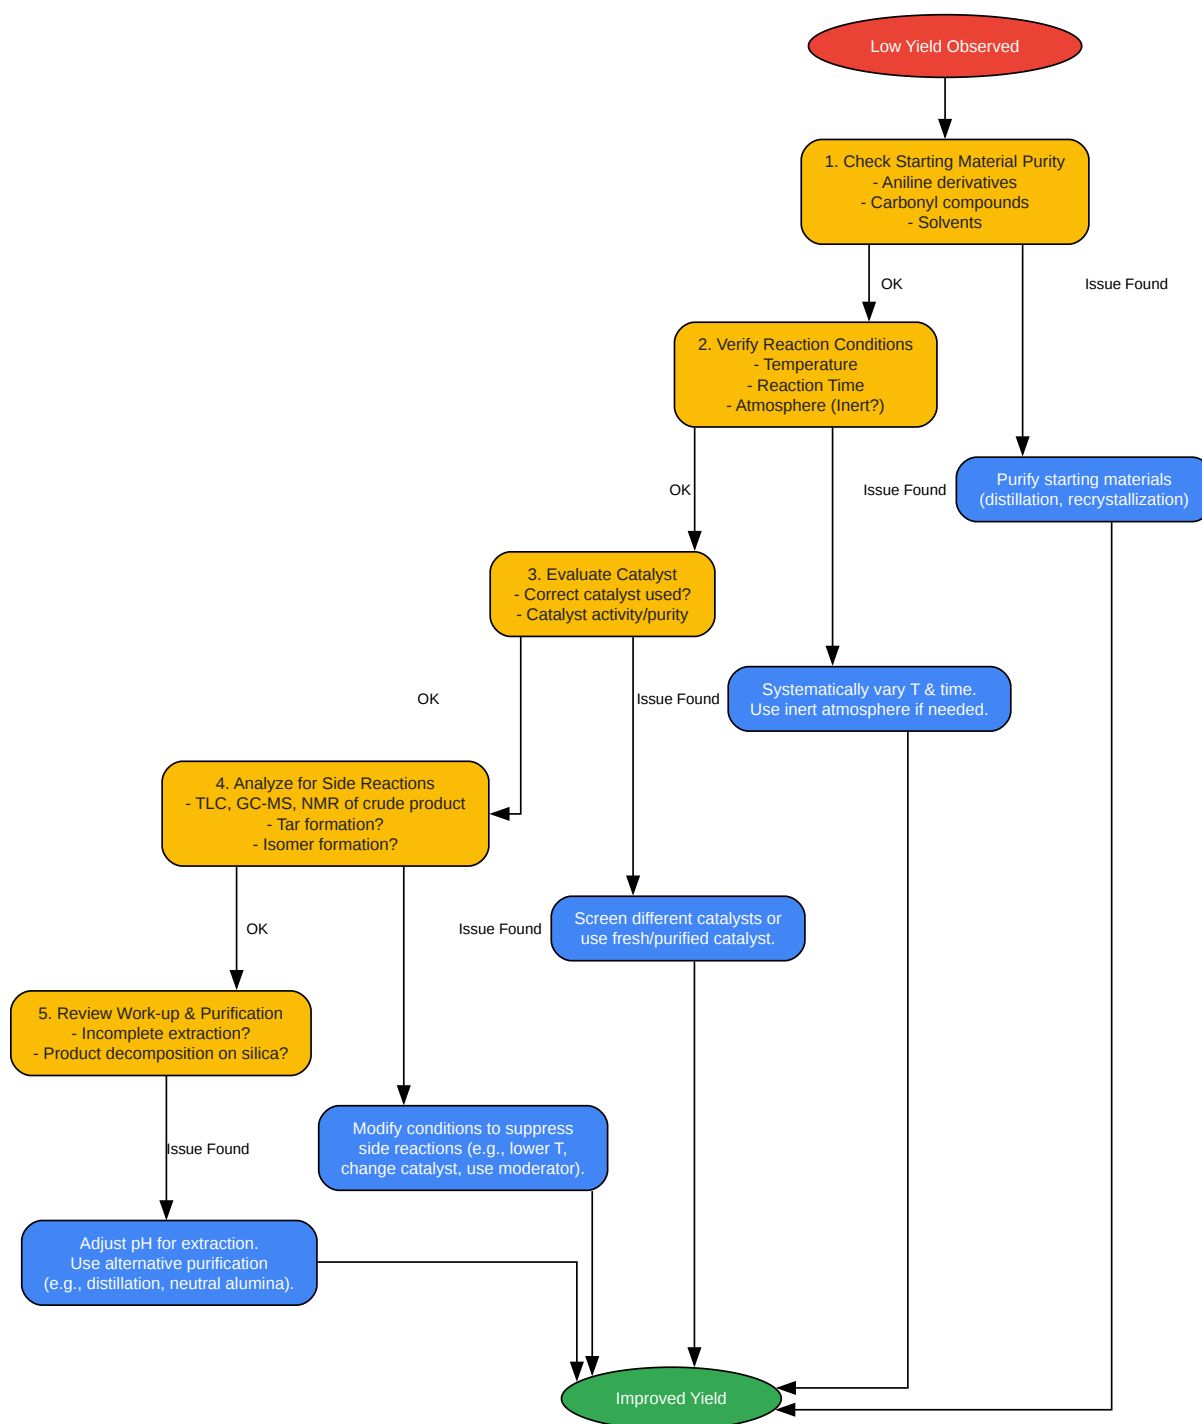 Low Yield Observed
1. Check Starting Material Purity
- Aniline derivatives
- Carbonyl compounds
- Solvents
OK
Issue Found
2. Verify Reaction Conditions
- Temperature
- Reaction Time
- Atmosphere (Inert?)
OK
Issue Found
Purify starting materials
(distillation, recrystallization)
3. Evaluate Catalyst
- Correct catalyst used?
- Catalyst activity/purity
OK
Issue Found
Systematically vary T & time.
Use inert atmosphere if needed.
4. Analyze for Side Reactions
- TLC, GC-MS, NMR of crude product
- Tar formation?
- Isomer formation?
OK
Issue Found
Screen different catalysts or
use fresh/purified catalyst.
5. Review Work-up & Purification
- Incomplete extraction?
- Product decomposition on silica?
Issue Found
Modify conditions to suppress
side reactions (e.g., lower T,
change catalyst, use moderator).
Adjust pH for extraction.
Use alternative purification
(e.g., distillation, neutral alumina).
Improved Yield